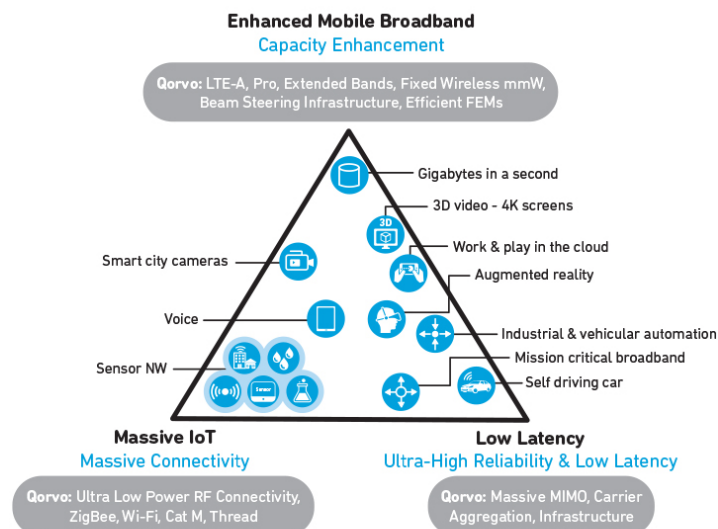 Enhanced Mobile Broadband
Capacity Enhancement
Qorvo: LTE-A, Pro, Extended Bands, Fixed Wireless mmW,
Beam Steering Infrastructure, Efficient FEMs
Gigabytes in a second
3D video - 4K screens
3D
Work & play in the cloud
Smart city cameras
Augmented reality
Voice
Industrial & vehicular automation
Mission critical broadband
Sensor NW
Self driving car
Sensor
Massive IoT
Massive Connectivity
Low Latency
Ultra-High Reliability & Low Latency
Qorvo: Ultra Low Power RF Connectivity,
ZigBee, Wi-Fi, Cat M, Thread
Qorvo: Massive MIMO, Carrier
Aggregation, Infrastructure